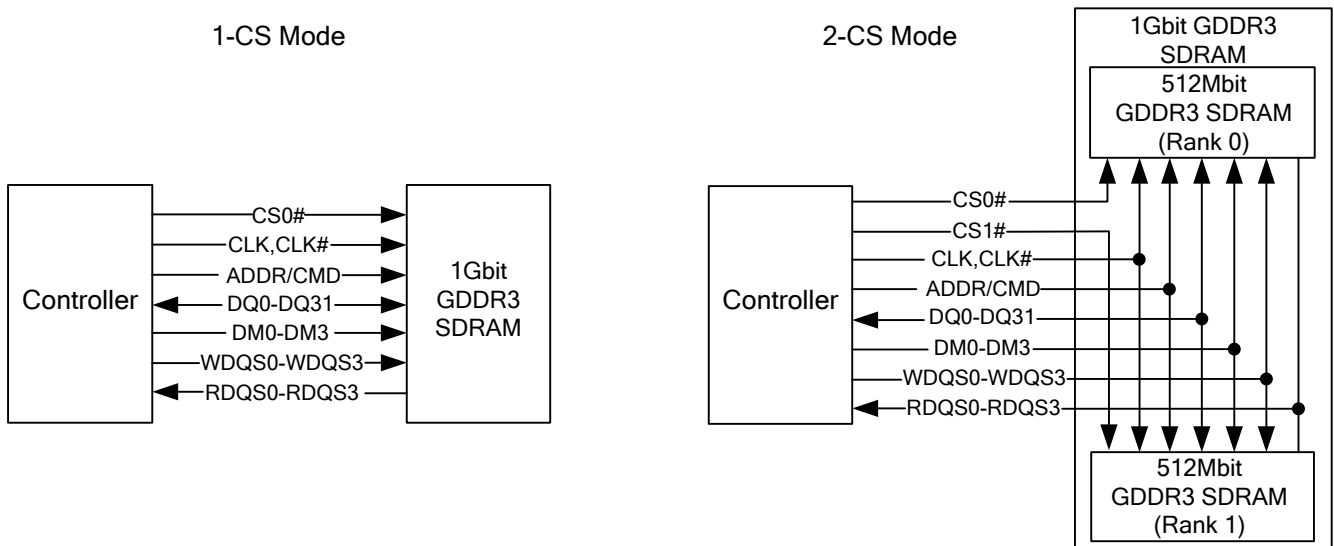 1-CS Mode
Controller
CS0#
CLK,CLK#
ADDR/CMD
DQ0-DQ31
DM0-DM3
WDQS0-WDQS3
RDQS0-RDQS3
1Gbit
GDDR3
SDRAM
2-CS Mode
Controller
CS0#
CS1#
CLK,CLK#
ADDR/CMD
DQ0-DQ31
DM0-DM3
WDQS0-WDQS3
RDQS0-RDQS3
1Gbit GDDR3
SDRAM
512Mbit
GDDR3 SDRAM
(Rank 0)
512Mbit
GDDR3 SDRAM
(Rank 1)